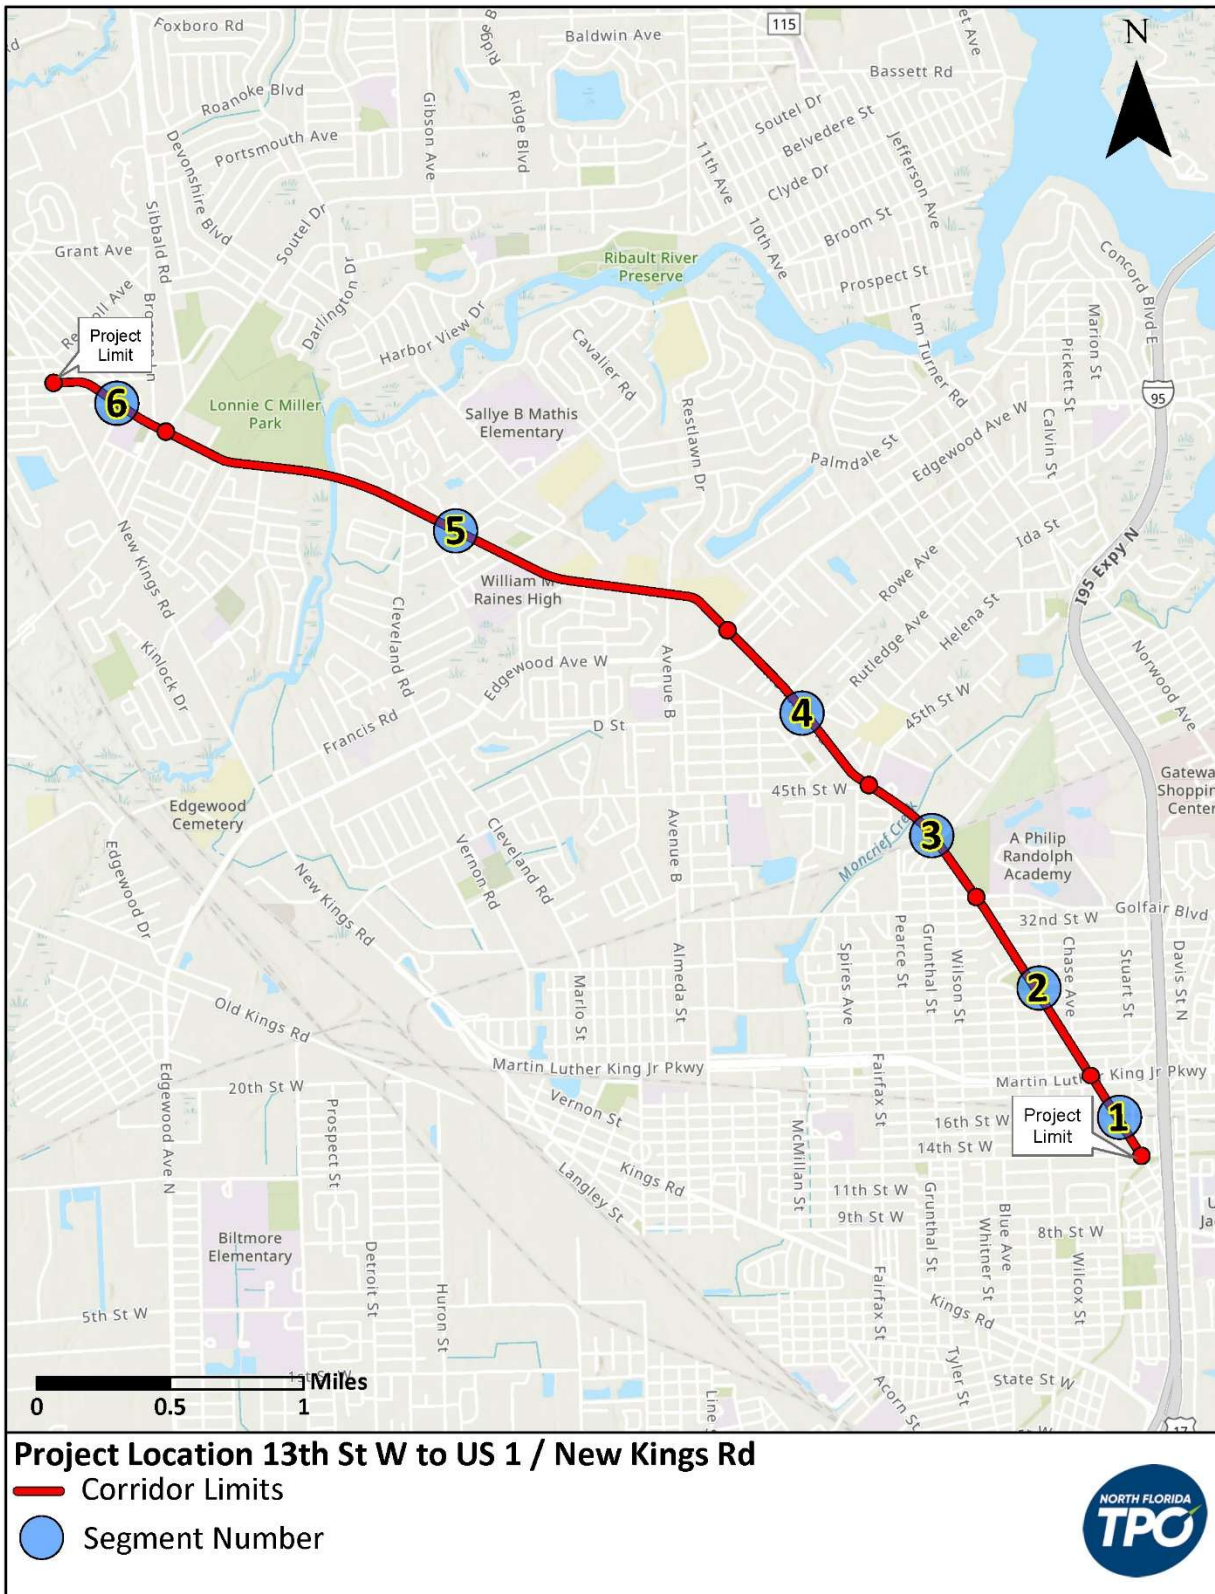 Foxboro Rd
Ridge B
Baldwin Ave
115
N
Bassett Rd
Roanoke Blvd
Gibson Ave
Ridge Blvd
Soutel Dr
Belvedere St
Jefferson Ave
Portsmouth Ave
Devonshire Blvd
11th Ave
Clyde Dr
Sibbald Rd
Soutel Dr
10th Ave
Broom St
Grant Ave
Darlington Dr
Ribault River
Preserve
Prospect St
Concord Blvd E
Harbor View Dr
Cavalier Rd
Lem Turner Rd
Marion St
Pickett St
Project
Limit
95
6
Lonnie C Miller
Park
Sallye B Mathis
Elementary
Restlawn Dr
Palmdale St
Edgewood Ave W
Calvin St
5
Ida St
I95 Expy N
New Kings Rd
William M
Raines High
Rowe Ave
Cleveland Rd
Rutledge Ave
Helena St
Kinlock Dr
Edgewood Ave W
Avenue B
Norwood Ave
4
45th St W
Francis Rd
D St
Edgewood
Cemetery
45th St W
Gatewa
Shoppin
Center
Moncrief Creek
3
A Philip
Randolph
Academy
Cleveland Rd
Vernon Rd
Avenue B
Edgewood Dr
New Kings Rd
32nd St W
Golfair Blvd
Pearce St
Grunthal St
Wilson St
Chase Ave
Stuart St
Davis St N
Spires Ave
Almeda St
Marlo St
2
Old Kings Rd
Martin Luther King Jr Pkwy
Martin Luther King Jr Pkwy
Edgewood Ave N
20th St W
Prospect St
Vernon St
Fairfax St
McMillan St
16th St W
14th St W
1
Project
Limit
Kings Rd
Langley St
11th St W
9th St W
Grunthal St
Blue Ave
Whitner St
8th St W
Wilcox St
U
Jac
Biltmore
Elementary
Detroit St
Huron St
Fairfax St
Kings Rd
5th St W
Tyler St
State St W
Acorn St
Line S
1st St W
Miles
0 0.5 1
17
Project Location 13th St W to US 1 / New Kings Rd
Corridor Limits
Segment Number
NORTH FLORIDA
TPO